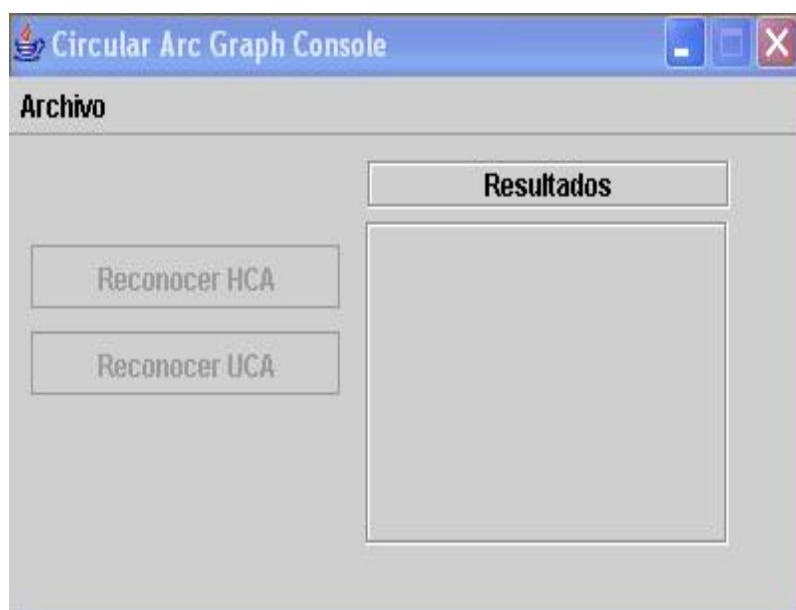 Circular Arc Graph Console
Archivo
Resultados
Reconocer HCA
Reconocer UCA